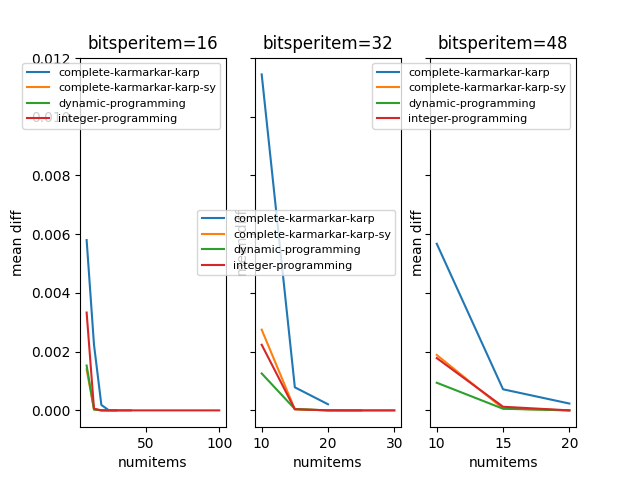 bitsperitem=16
bitsperitem=32
bitsperitem=48
0.012
0.010
0.008
0.006
0.004
0.002
0.000
mean diff
complete-karmarkar-karp
complete-karmarkar-karp-sy
dynamic-programming
integer-programming
50
100
numitems
mean diff
complete-karmarkar-karp
complete-karmarkar-karp-sy
dynamic-programming
integer-programming
10
20
30
numitems
mean diff
complete-karmarkar-karp
complete-karmarkar-karp-sy
dynamic-programming
integer-programming
10
15
20
numitems